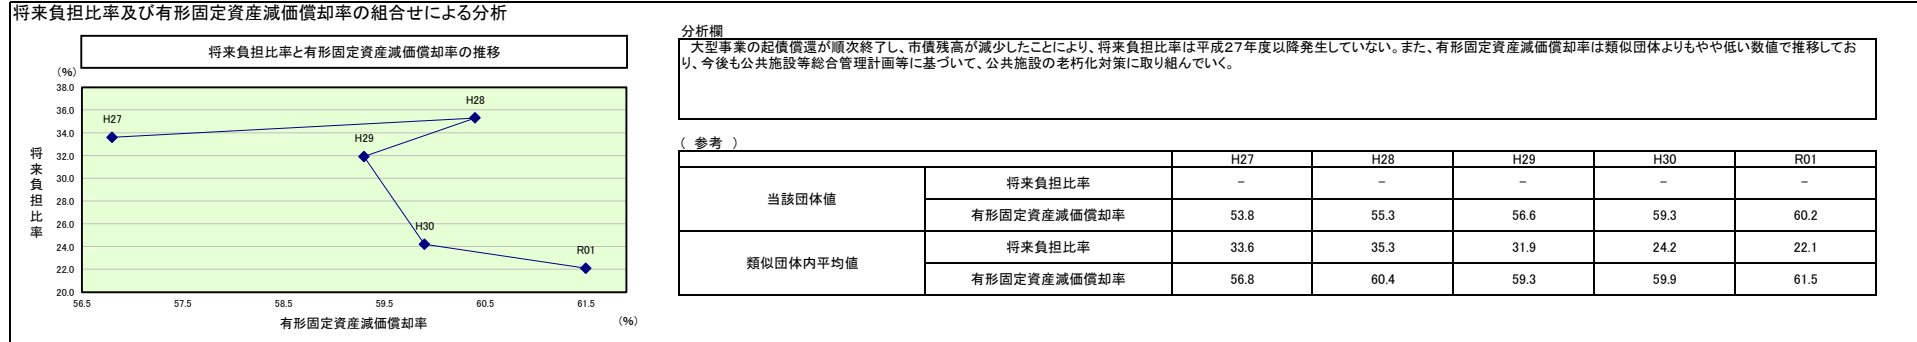 将来負担比率及び有形固定資産減価償却率の組合せによる分析
将来負担比率と有形固定資産減価償却率の推移
(%)
38.0
36.0
34.0
32.0
30.0
28.0
26.0
24.0
22.0
20.0
将来負担比率
H27
H28
H29
H30
R01
56.5 57.5 58.5 59.5 60.5 61.5
有形固定資産減価償却率
(%)
分析欄
大型事業の起債償還が順次終了し、市債残高が減少したことにより、将来負担比率は平成27年度以降発生していない。また、有形固定資産減価償却率は類似団体よりもやや低い数値で推移してお
り、今後も公共施設等総合管理計画等に基づいて、公共施設の老朽化対策に取り組んでいく。
( 参考 )
H27 H28 H29 H30 R01
当該団体値
将来負担比率 － － － － －
有形固定資産減価償却率 53.8 55.3 56.6 59.3 60.2
類似団体内平均値
将来負担比率 33.6 35.3 31.9 24.2 22.1
有形固定資産減価償却率 56.8 60.4 59.3 59.9 61.5